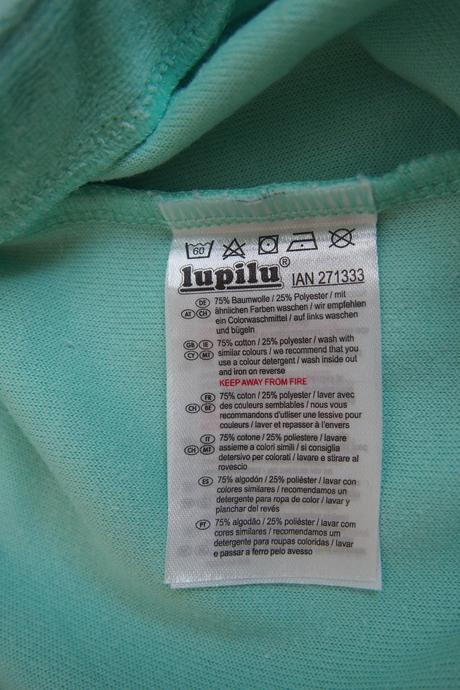 60
lupilu®
IAN 271333
DE AT CH 75% Baumwolle / 25% Polyester / mit
ähnlichen Farben waschen / wir empfehlen
ein Colorwaschmittel / auf links waschen
und bügeln
GB IE CY MT 75% cotton / 25% polyester / wash with
similar colours / we recommend that you
use a colour detergent / wash inside out
and iron on reverse
KEEP AWAY FROM FIRE
FR CH BE 75% coton / 25% polyester / laver avec
des couleurs semblables / nous vous
recommandons d'utiliser une lessive pour
couleurs / laver et repasser à l'envers
IT CH MT 75% cotone / 25% poliestere / lavare
assieme a colori simili / si consiglia
detersivo per colorati / lavare e stirare al
rovescio
ES 75% algodón / 25% poliéster / lavar con
colores similares / recomendamos un
detergente para ropa de color / lavar y
planchar del revés
PT 75% algodão / 25% poliéster / lavar com
cores similares / recomendamos um
detergente para roupas coloridas / lavar
e passar a ferro pelo avesso